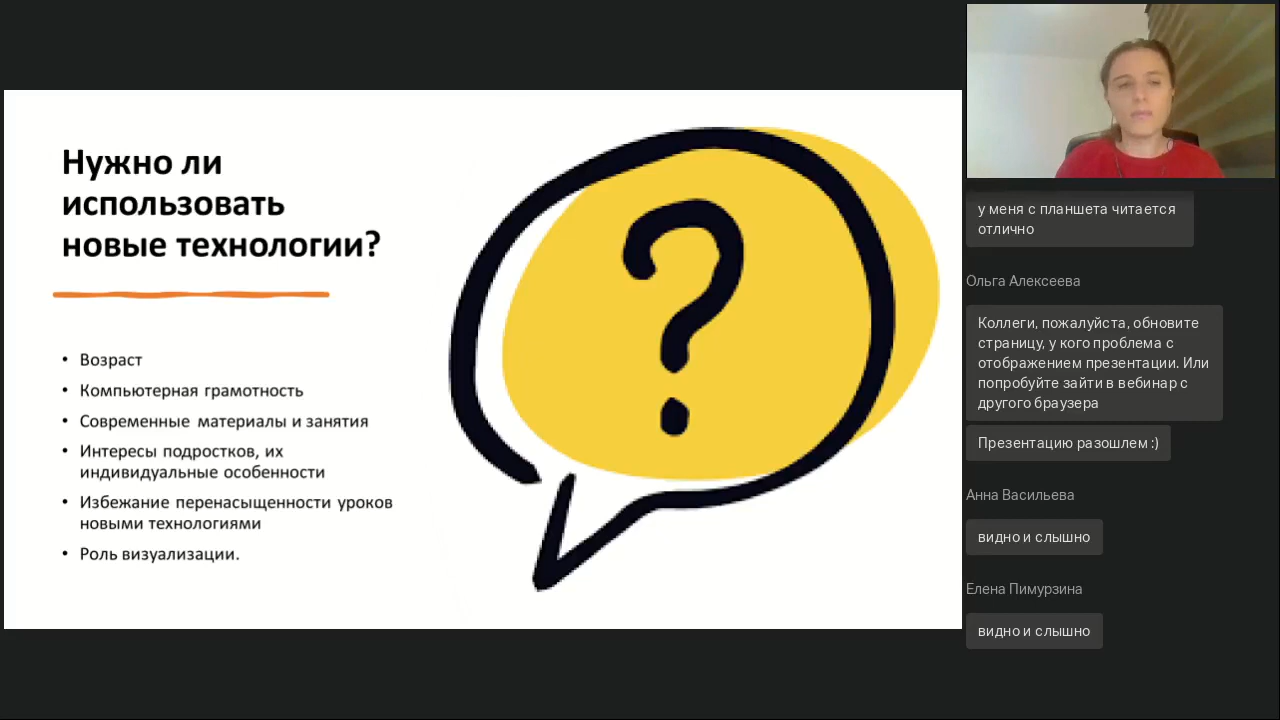 Нужно ли
использовать
новые технологии?
• Возраст
• Компьютерная грамотность
• Современные материалы и занятия
• Интересы подростков, их
индивидуальные особенности
• Избежание перенасыщенности уроков
новыми технологиями
• Роль визуализации.
?
у меня с планшета читается
отлично
Ольга Алексеева
Коллеги, пожалуйста, обновите
страницу, у кого проблема с
отображением презентации. Или
попробуйте зайти в вебинар с
другого браузера
Презентацию разошлем :)
Анна Васильева
видно и слышно
Елена Пимурзина
видно и слышно